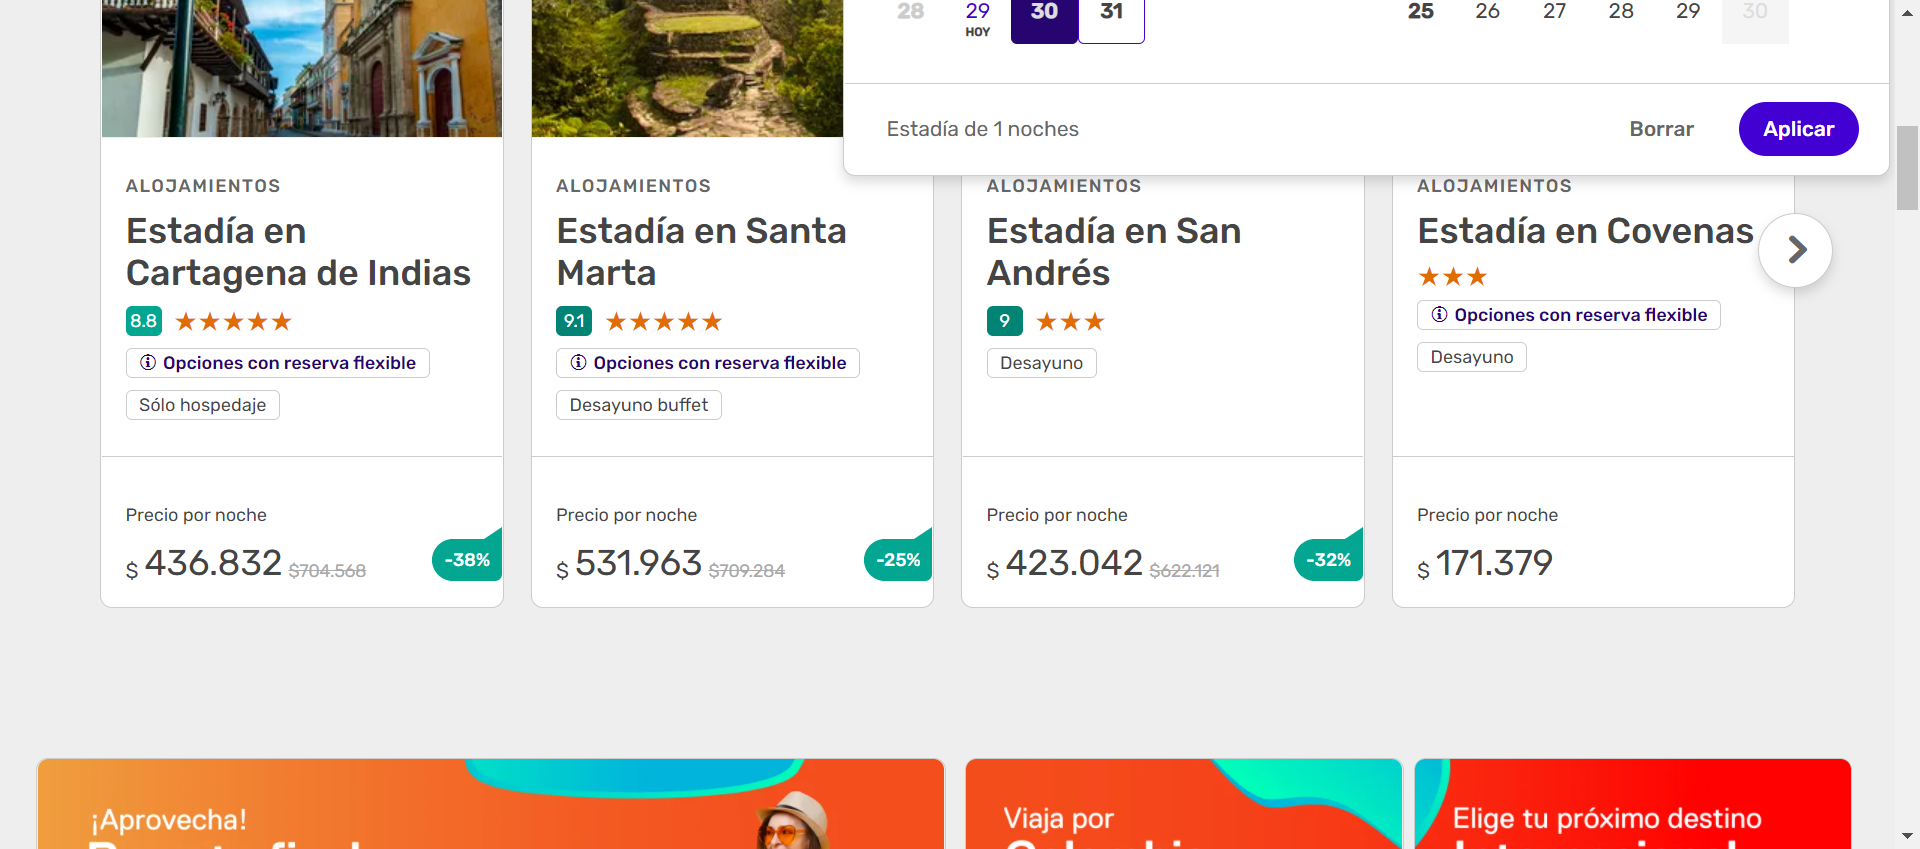 28 29 30 31 25 26 27 28 29 30
HOY
Estadía de 1 noches Borrar Aplicar
ALOJAMIENTOS
Estadía en
Cartagena de Indias
8.8
Opciones con reserva flexible
Sólo hospedaje
Precio por noche
$ 436.832 $704.568
-38%
ALOJAMIENTOS
Estadía en Santa
Marta
9.1
Opciones con reserva flexible
Desayuno buffet
Precio por noche
$ 531.963 $709.284
-25%
ALOJAMIENTOS
Estadía en San
Andrés
9
Desayuno
Precio por noche
$ 423.042 $622.121
-32%
ALOJAMIENTOS
Estadía en Covenas
Opciones con reserva flexible
Desayuno
Precio por noche
$ 171.379
¡Aprovecha!
Viaja por
Elige tu próximo destino